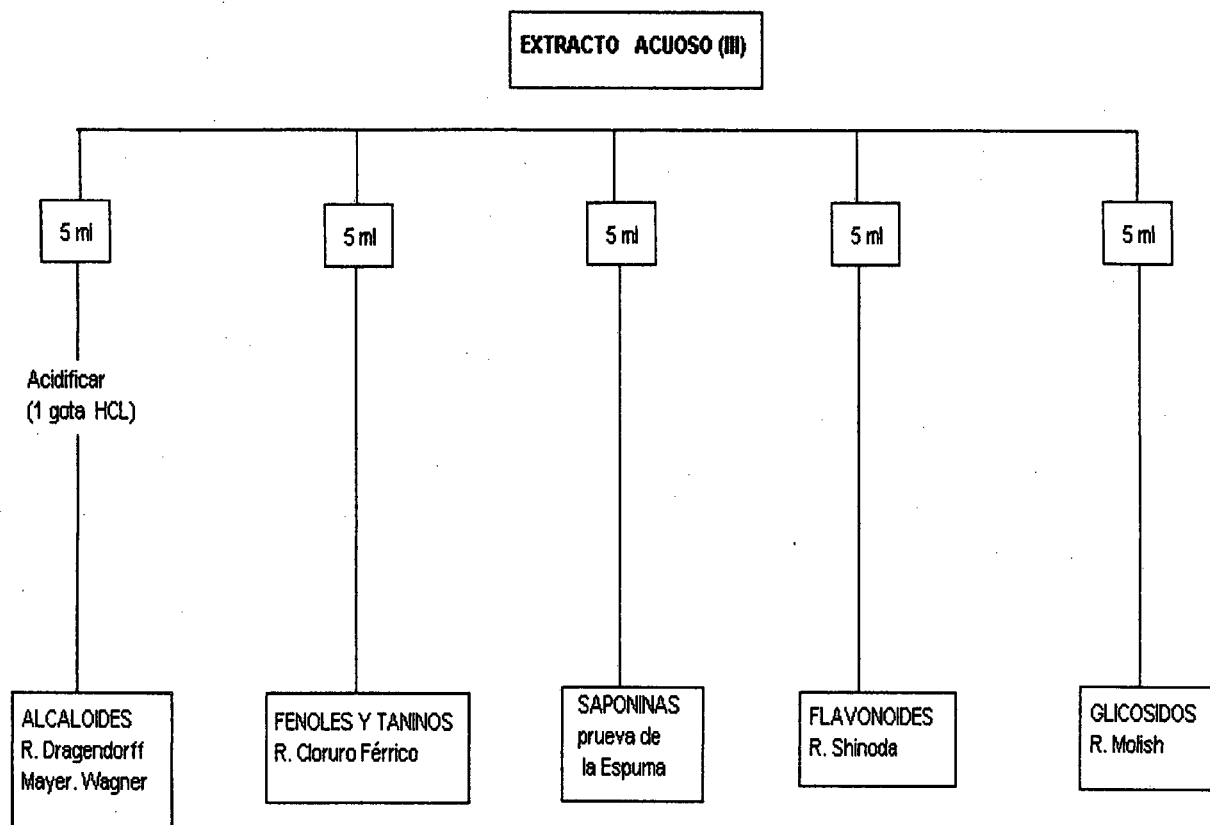 EXTRACTO ACUOSO (III)
5 ml
5 ml
5 ml
5 ml
5 ml
Acidificar
(1 gota HCL)
ALCALOIDES
R. Dragendorff
Mayer. Wagner
FENOLES Y TANINOS
R. Cloruro Férrico
SAPONINAS
prueva de
la Espuma
FLAVONOIDES
R. Shinoda
GLICOSIDOS
R. Molish